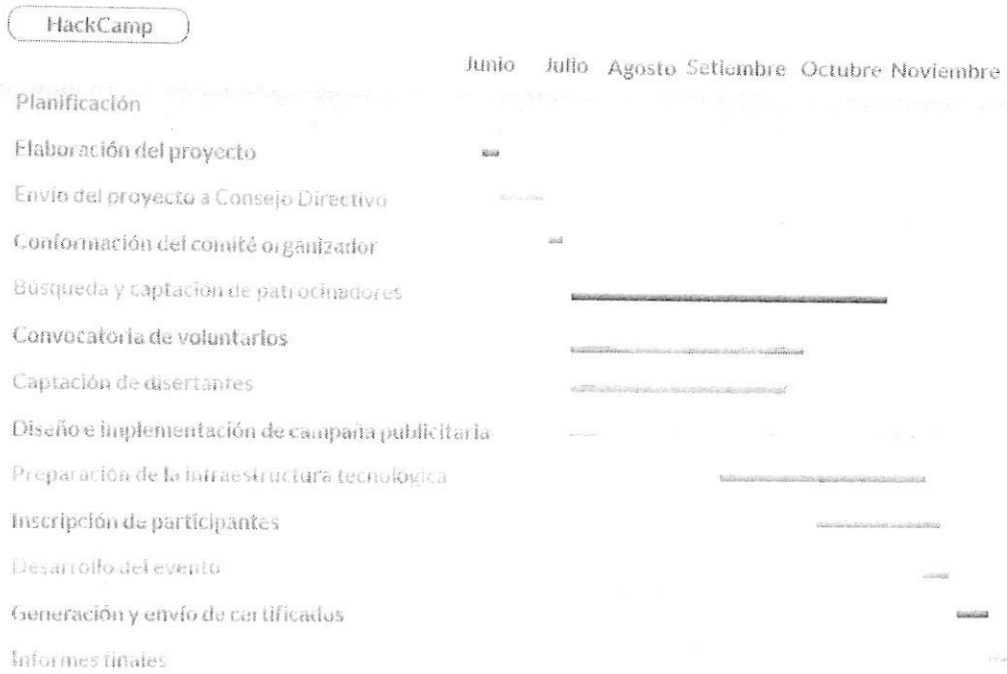 HackCamp
Junio Julio Agosto Setiembre Octubre Noviembre
Planificación
Elaboración del proyecto
Envío del proyecto a Consejo Directivo
Conformación del comité organizador
Búsqueda y captación de patrocinadores
Convocatoria de voluntarios
Captación de disertantes
Diseño e implementación de campaña publicitaria
Preparación de la infraestructura tecnológica
Inscripción de participantes
Desarrollo del evento
Generación y envío de certificados
Informes finales